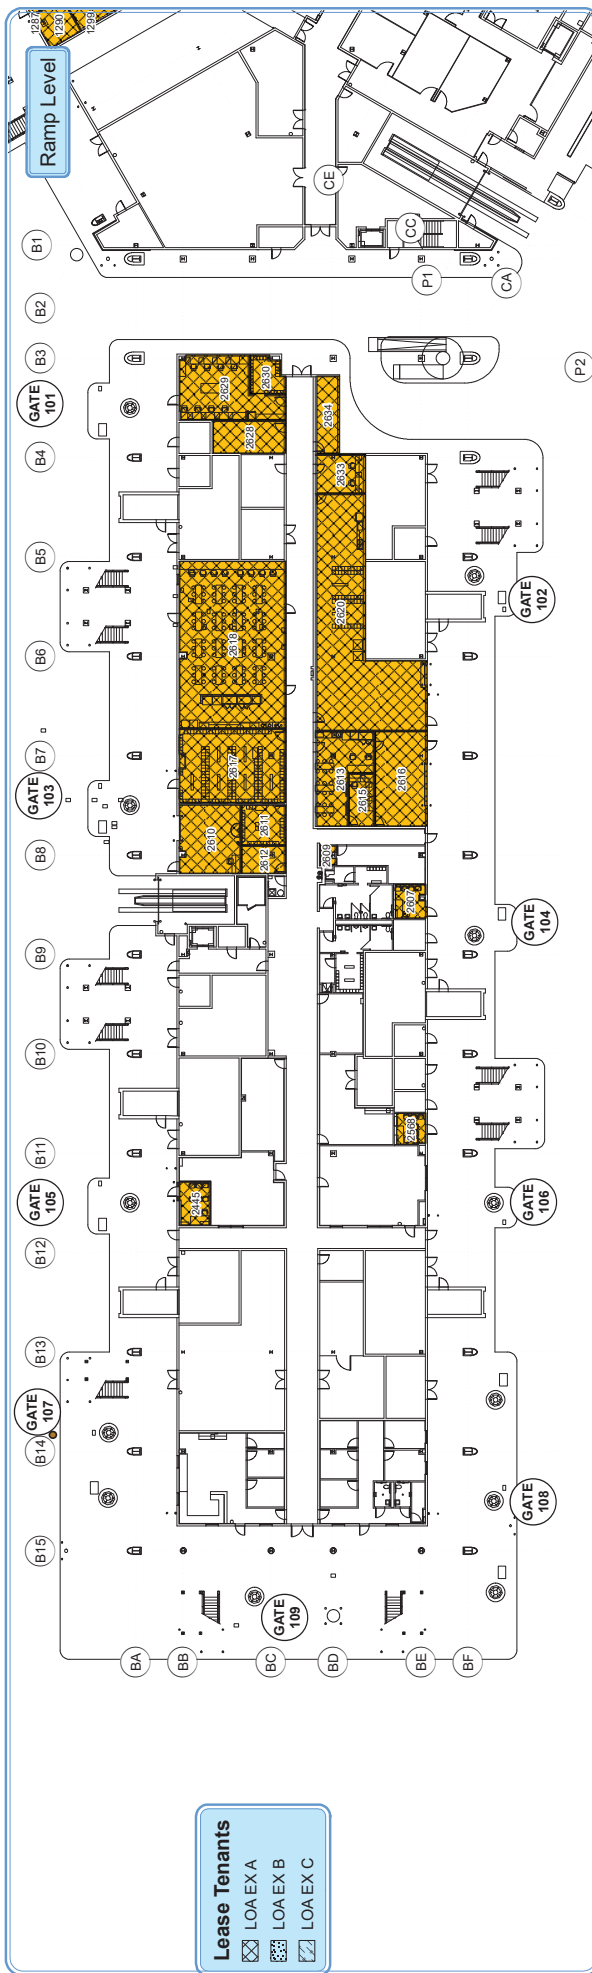 1287
1290
1299
Ramp Level
B1
B2
B3
GATE
101
B4
B5
B6
B7
GATE
103
B8
B9
B10
B11
GATE
105
B12
B13
GATE
107
B14
B15
CE
CC
P1
CA
P2
2629
2630
2628
2634
2633
2620
2618
2617
2613
2615
2616
2610
2611
2612
2609
2607
2568
2445
GATE
102
GATE
104
GATE
106
GATE
108
GATE
109
BA
BB
BC
BD
BE
BF
Lease Tenants
LOA EX A
LOA EX B
LOA EX C